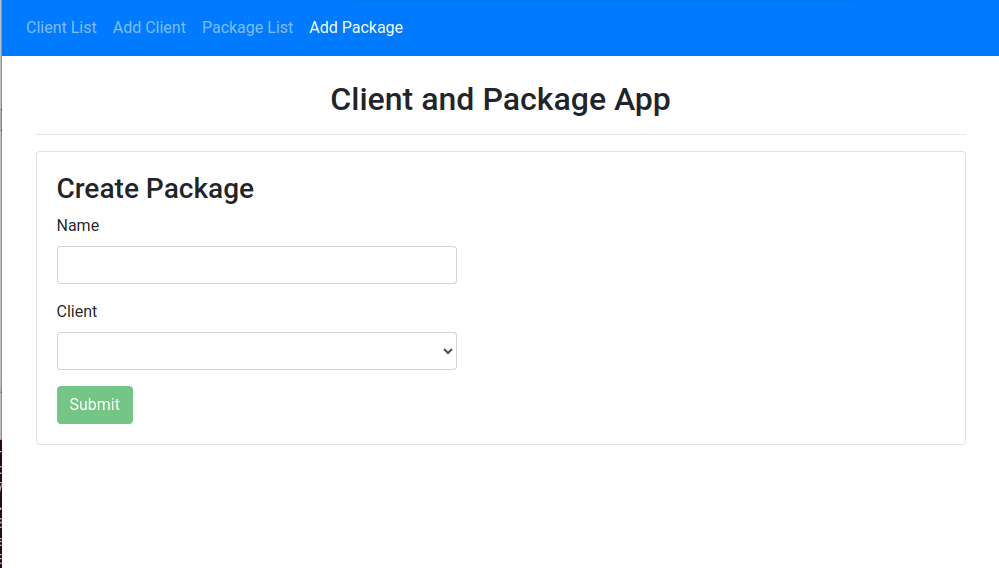 Client List Add Client Package List Add Package
Client and Package App
Create Package
Name
Client
Submit